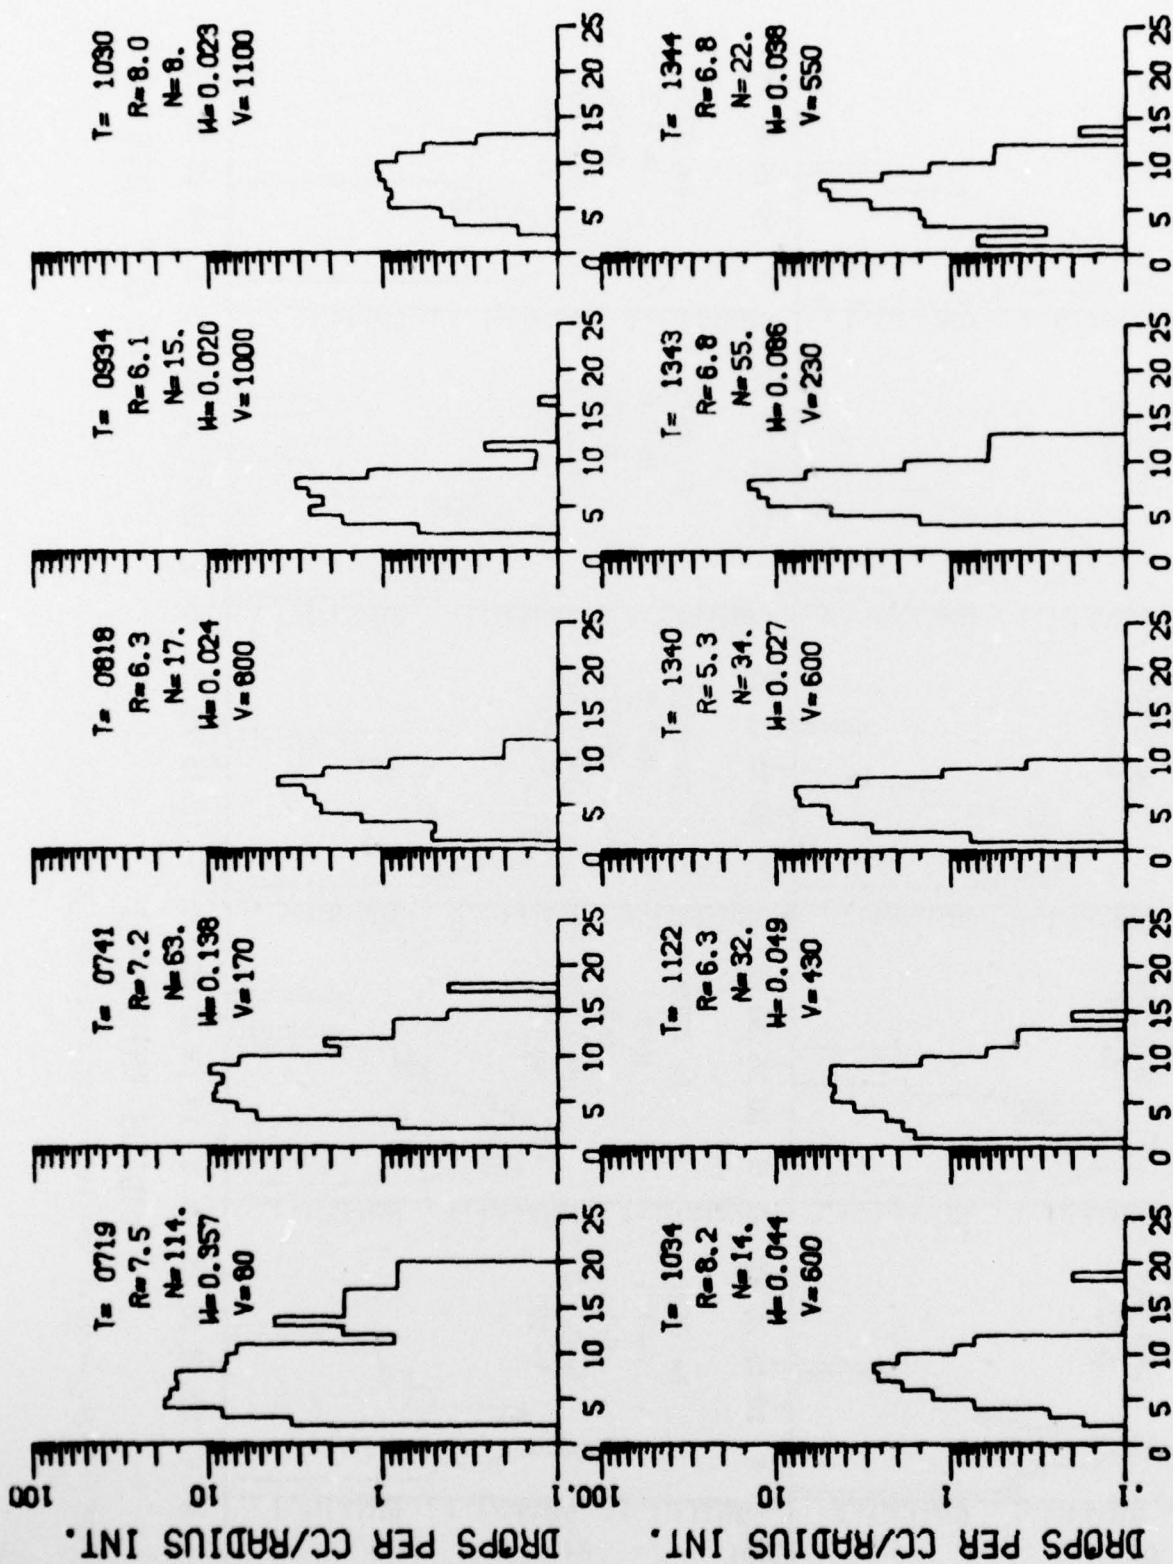 DROPS PER CC/RADIUS INT.
100
10
1
.1
T= 0719
R=7.5
N=114.
W=0.357
V=80
0 5 10 15 20 25
T= 0741
R=7.2
N=63.
W=0.138
V=170
0 5 10 15 20 25
T= 0818
R=6.3
N=17.
W=0.024
V=800
0 5 10 15 20 25
T= 0934
R=6.1
N=15.
W=0.020
V=1000
0 5 10 15 20 25
T= 1030
R=8.0
N=8.
W=0.023
V=1100
0 5 10 15 20 25
DROPS PER CC/RADIUS INT.
100
10
1
.1
T= 1034
R=8.2
N=14.
W=0.044
V=600
0 5 10 15 20 25
T= 1122
R=6.3
N=32.
W=0.049
V=430
0 5 10 15 20 25
T= 1340
R=5.3
N=34.
W=0.027
V=600
0 5 10 15 20 25
T= 1343
R=6.8
N=55.
W=0.086
V=230
0 5 10 15 20 25
T= 1344
R=6.8
N=22.
W=0.038
V=550
0 5 10 15 20 25